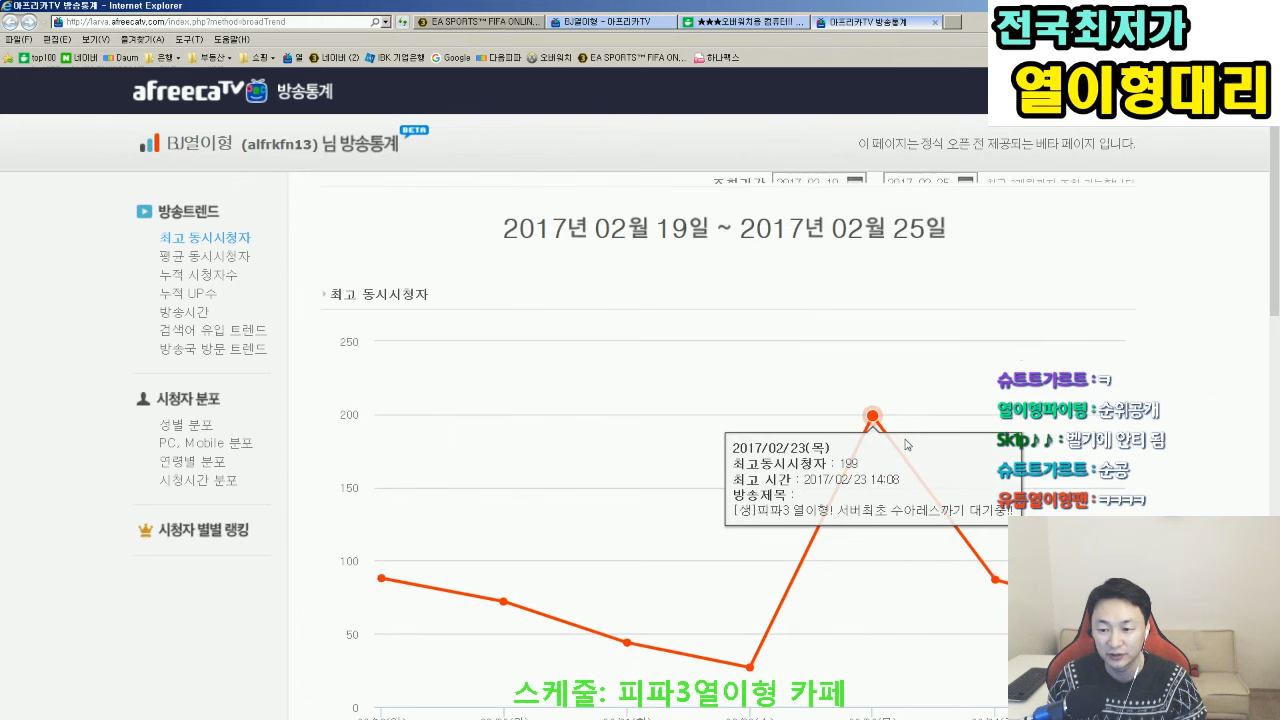 아프리카TV 방송통계 - Internet Explorer
http://larva.afreecatv.com/index.php?method=broadTrend
EA SPORTS™ FIFA ONLIN...
BJ열이형 - 아프리카TV
★★★오버워치용 컴퓨터!!! ...
아프리카TV 방송통계
파일(F) 편집(E) 보기(V) 즐겨찾기(A) 도구(T) 도움말(H)
top100 네이버 Daum 은행 부동산 쇼핑 열 네이버 (2) IBK 기업은행 Google 다음피파 오버워치 EA SPORTS™ FIFA ON... 하나팩스
전국최저가
열이형대리
afreecaTV 방송통계
BJ열이형 (alfrkfn13) 님 방송통계 BETA
이 페이지는 정식 오픈 전 제공되는 베타 페이지 입니다.
방송트렌드
최고 동시시청자
평균 동시시청자
누적 시청자수
누적 UP수
방송시간
검색어 유입 트렌드
방송국 방문 트렌드
시청자 분포
성별 분포
PC, Mobile 분포
연령별 분포
시청시간 분포
시청자 별별 랭킹
2017년 02월 19일 ~ 2017년 02월 25일
최고 동시시청자
250
200
150
100
50
0
2017/02/23(목)
최고동시시청자 : 199
최고 시간 : 2017/02/23 14:08
방송제목 :
[생]피파3 열이형! 서버최초 수아레스까기 대기중!!
슈트트가르트 : ㅋ
열이형파이팅 : 순위공개
Skip♪♪ : 벨기에 안티 됨
슈트트가르트 : 순공
유튭열이형팬 : ㅋㅋㅋㅋ
스케줄: 피파3열이형 카페